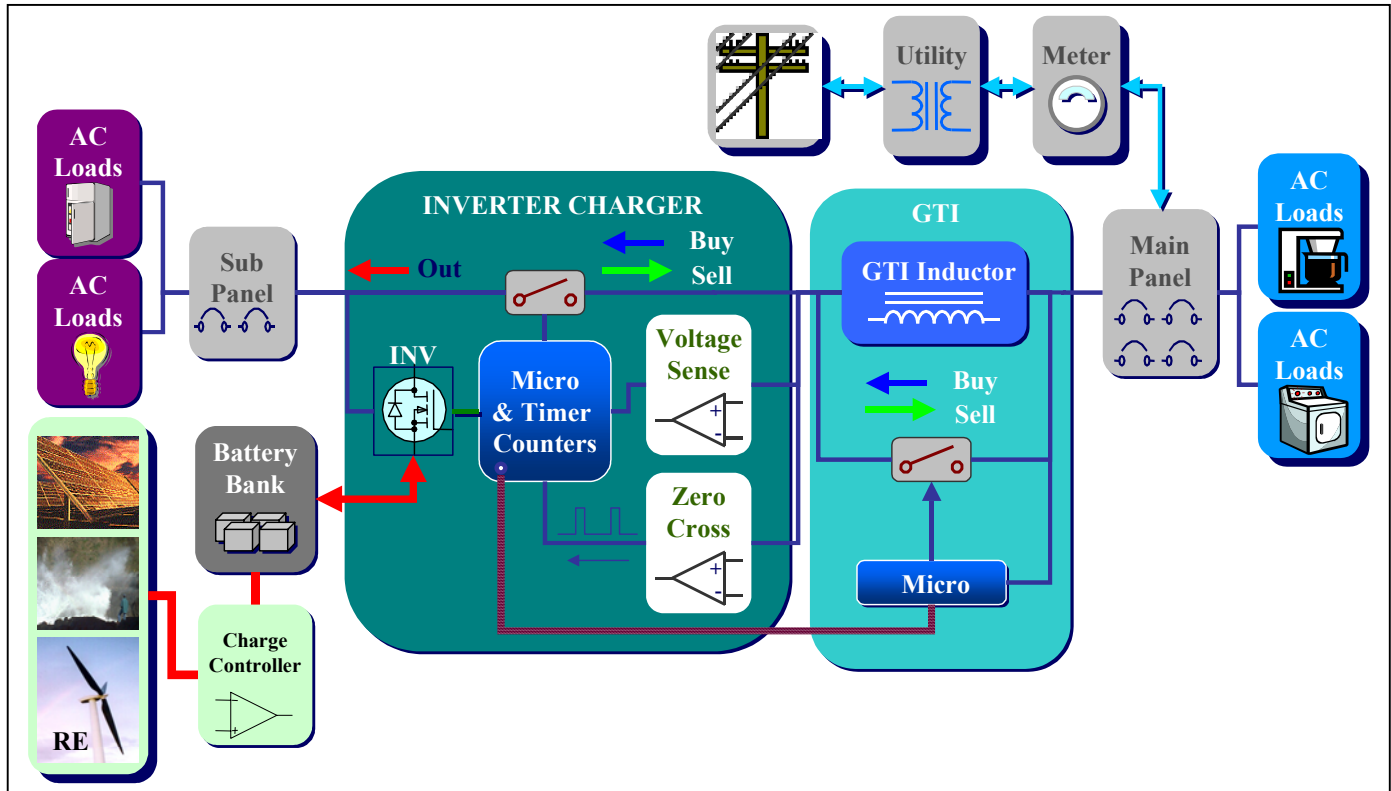 Utility
Meter
AC
Loads
AC
Loads
Sub
Panel
INVERTER CHARGER
Buy
Sell
Out
INV
Micro
& Timer
Counters
Voltage
Sense
+
-
Zero
Cross
+
-
GTI
GTI Inductor
Buy
Sell
Micro
Main
Panel
AC
Loads
AC
Loads
Battery
Bank
Charge
Controller
-
+
RE